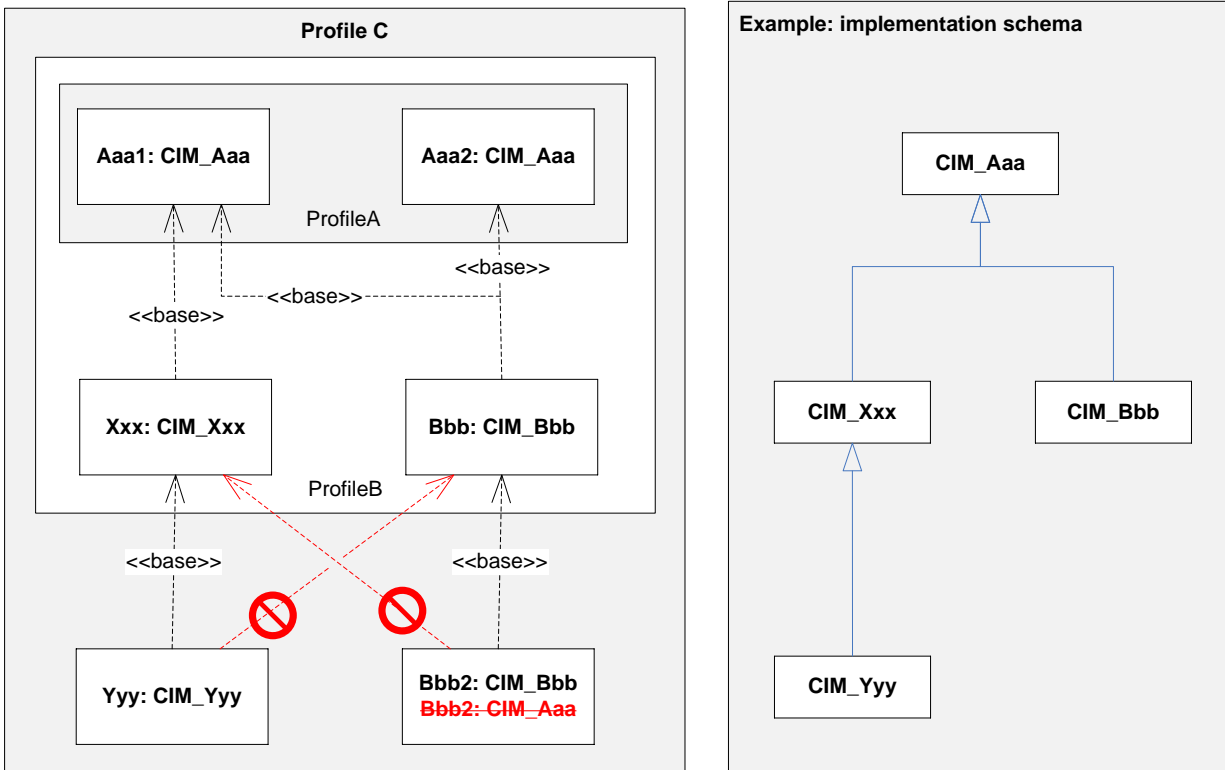 Profile C
Aaa1: CIM_Aaa
Aaa2: CIM_Aaa
ProfileA
<<base>>
<<base>>
<<base>>
Xxx: CIM_Xxx
Bbb: CIM_Bbb
ProfileB
<<base>>
<<base>>
Yyy: CIM_Yyy
Bbb2: CIM_Bbb
Bbb2: CIM_Aaa
Example: implementation schema
CIM_Aaa
CIM_Xxx
CIM_Bbb
CIM_Yyy